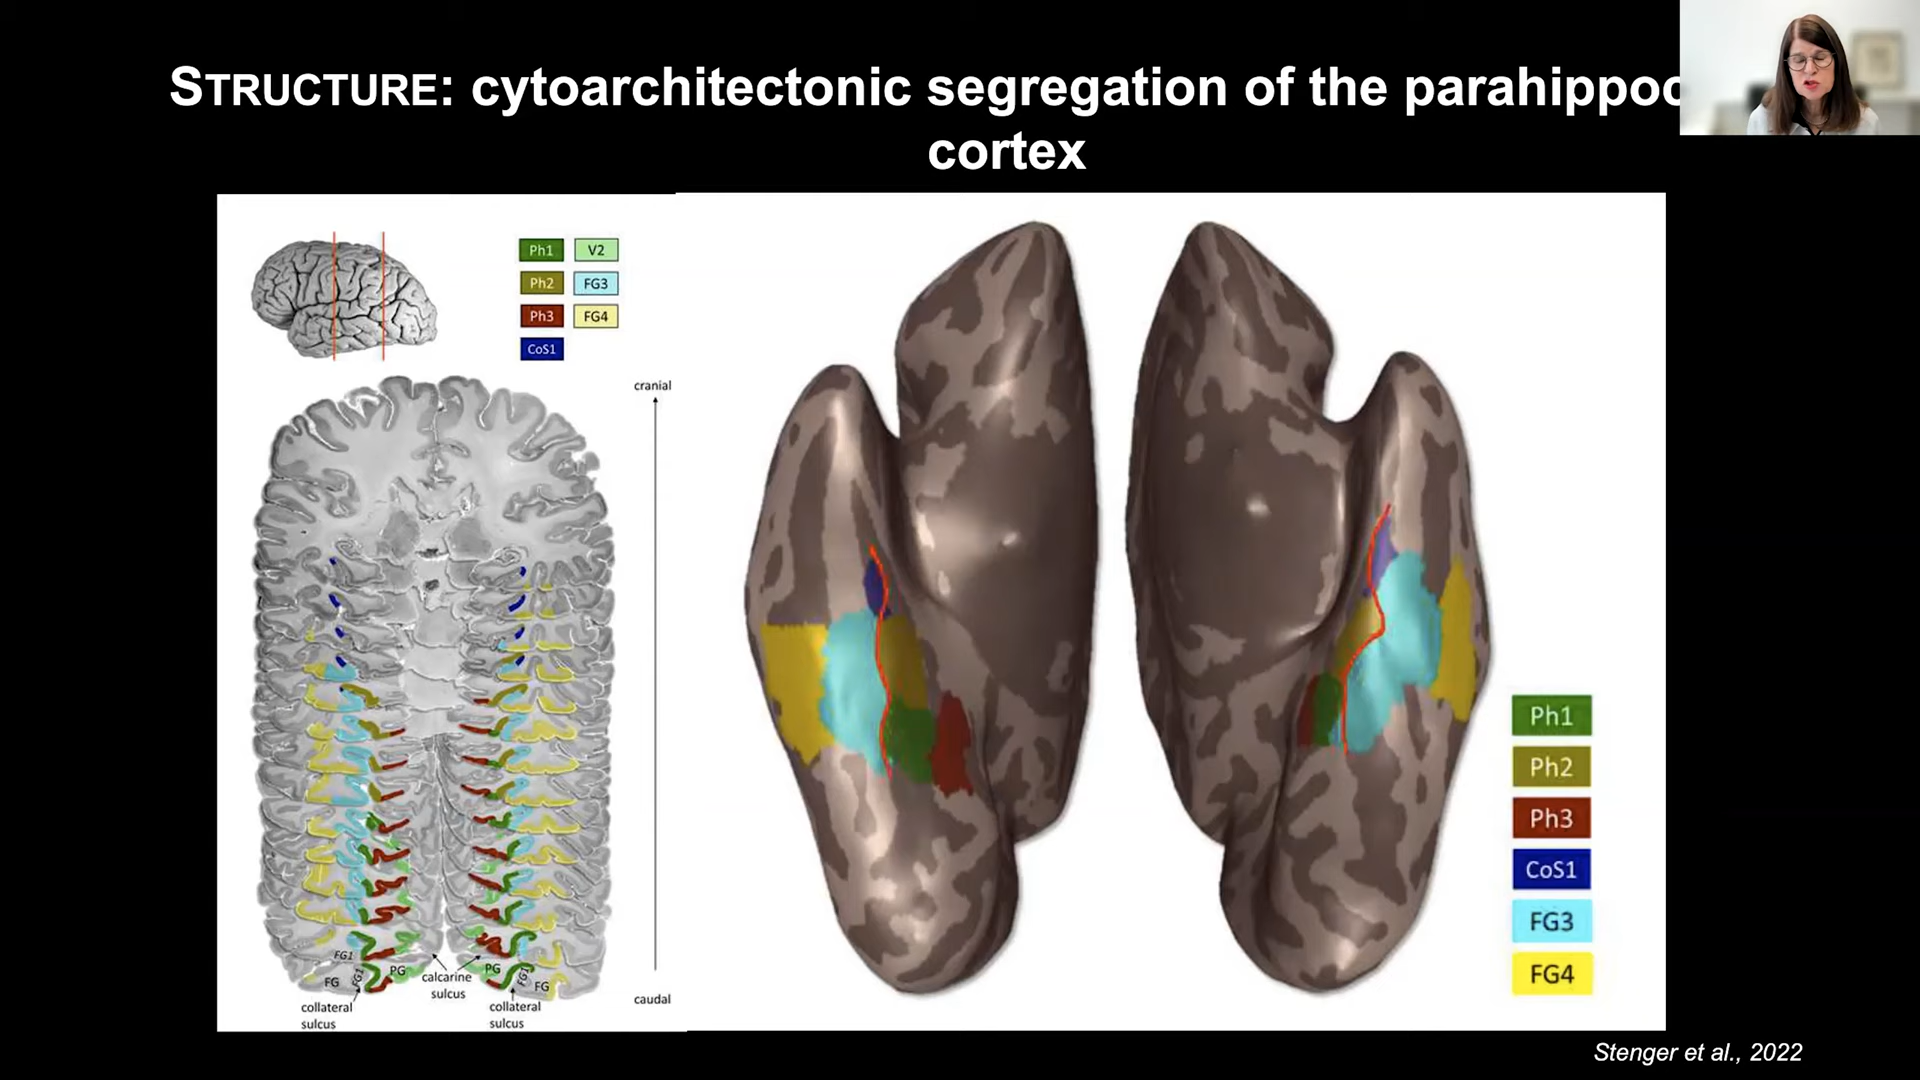 STRUCTURE: cytoarchitectonic segregation of the parahippoc
cortex
Ph1 V2
Ph2 FG3
Ph3 FG4
CoS1
cranial
FG1
FG FG1 PG calcarine PG FG1 FG
sulcus
collateral collateral
sulcus sulcus
caudal
Ph1
Ph2
Ph3
CoS1
FG3
FG4
Stenger et al., 2022